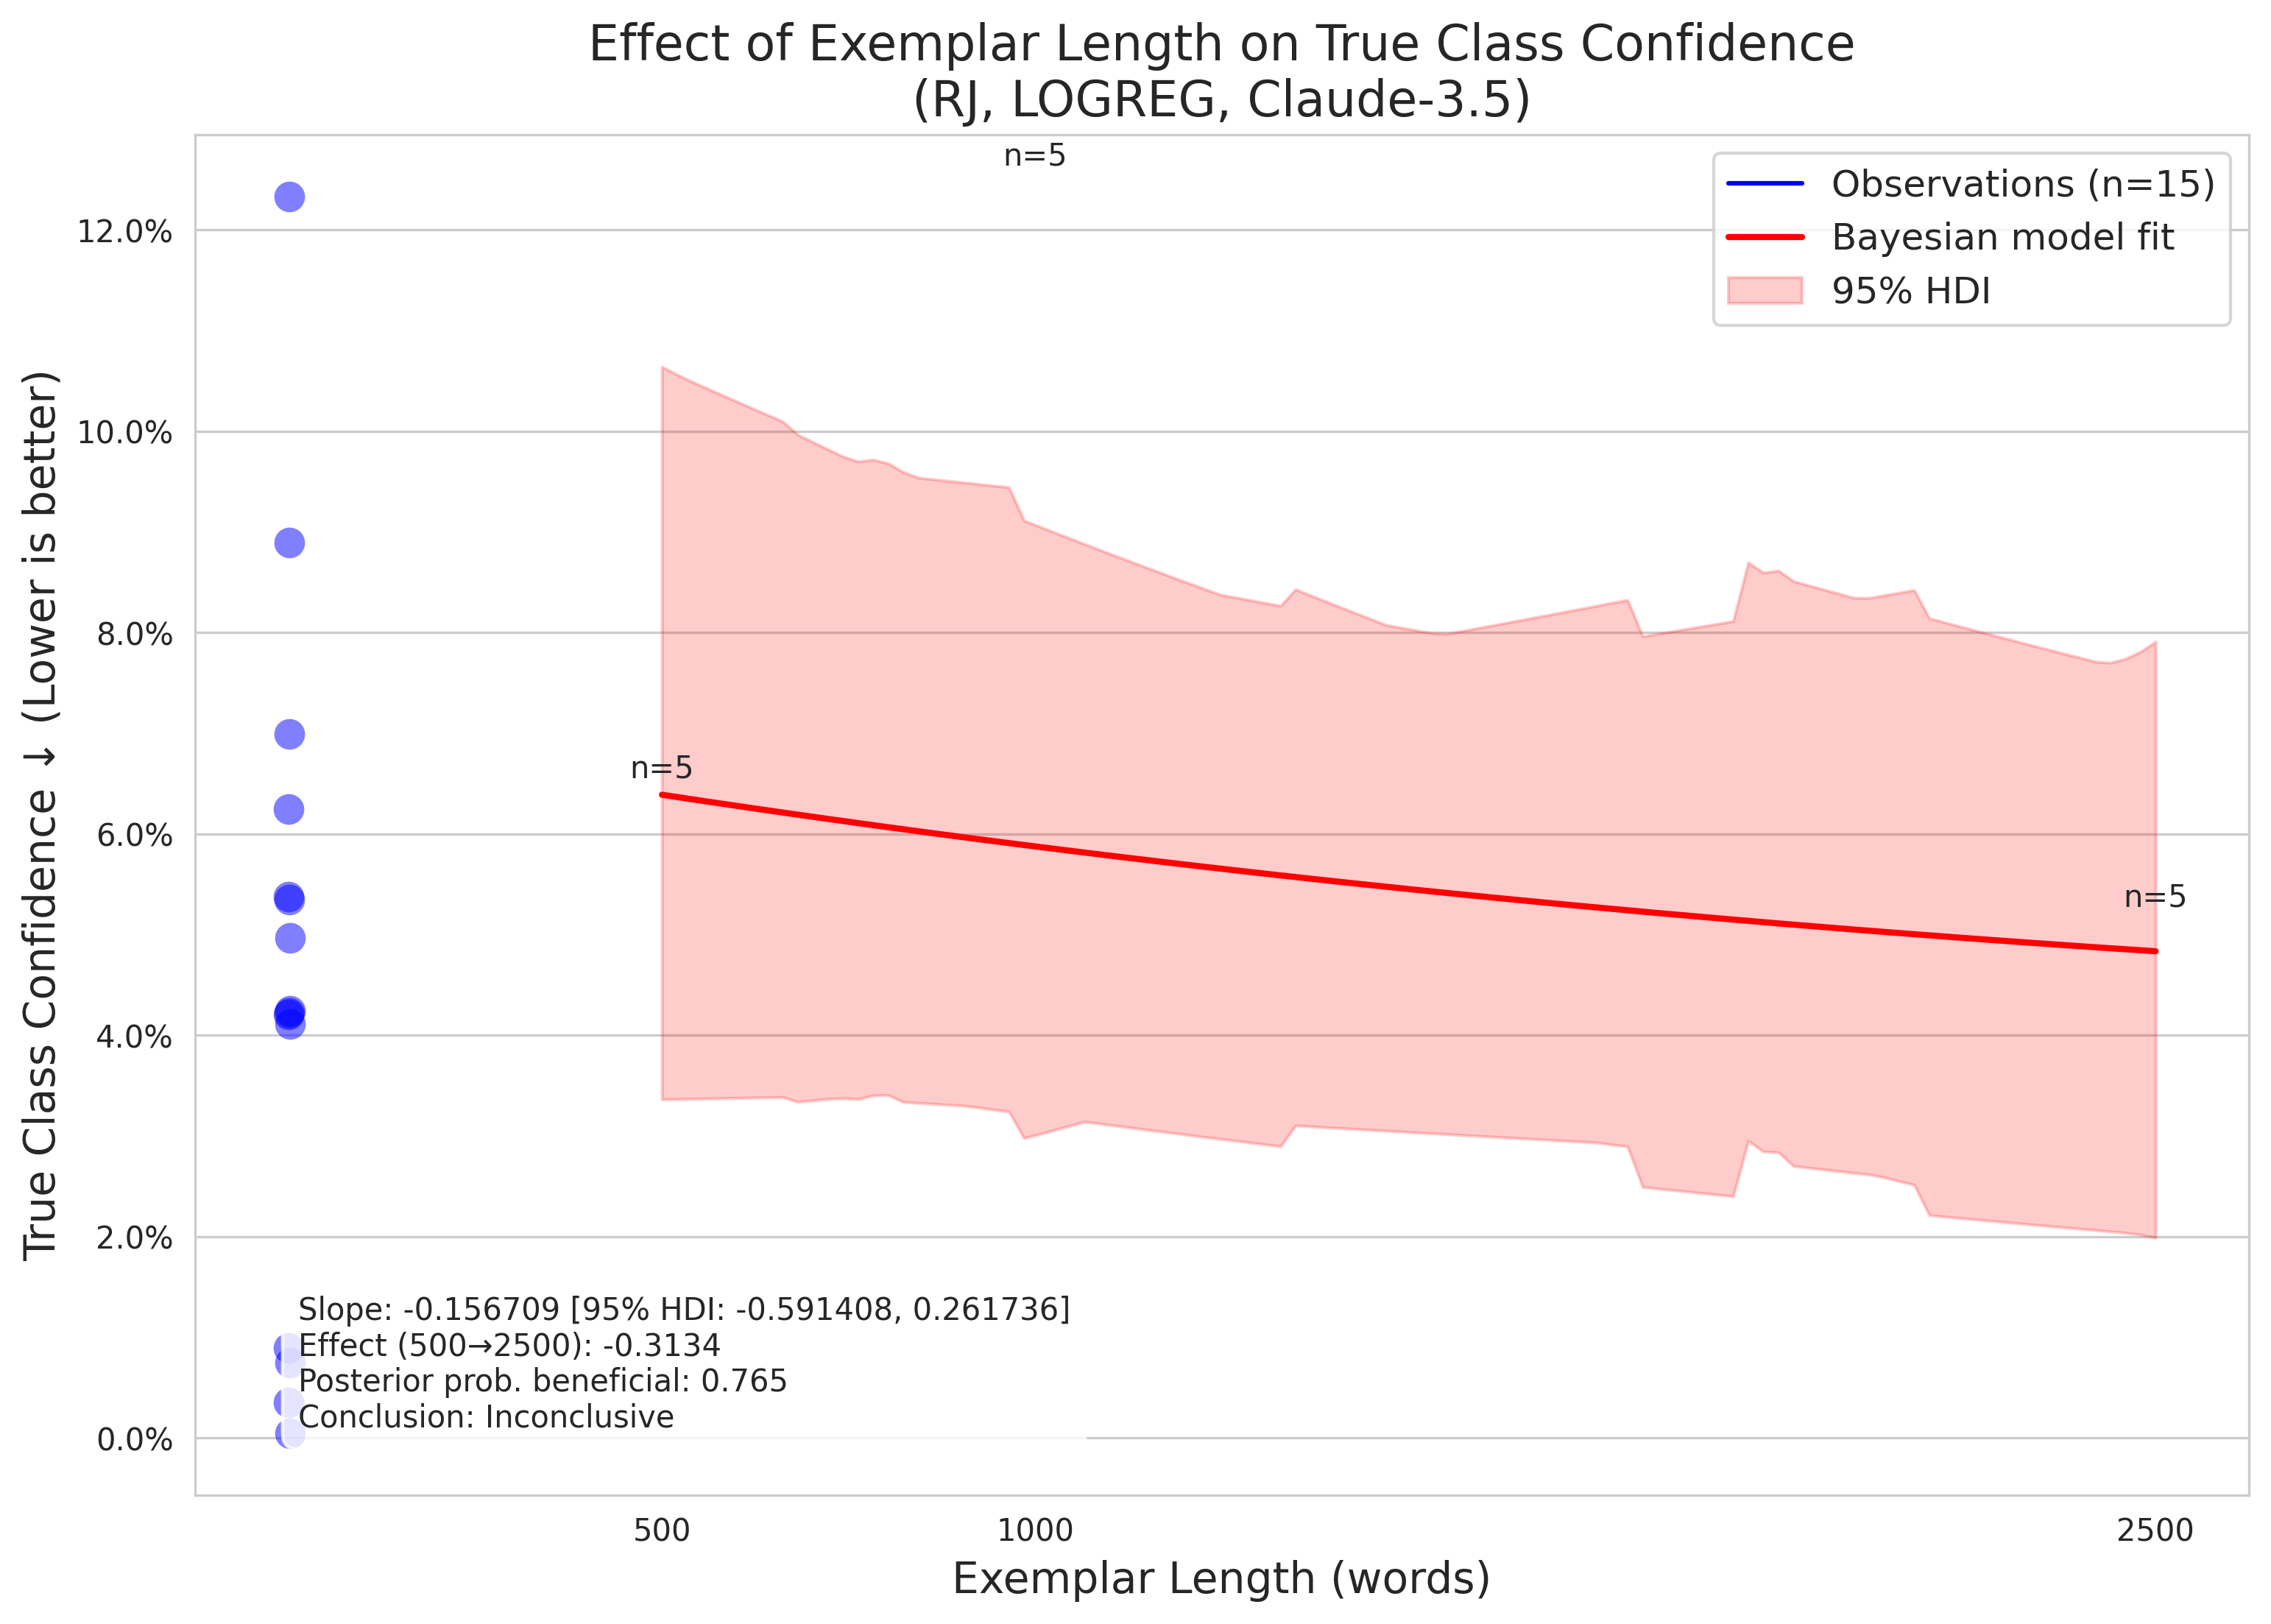 Effect of Exemplar Length on True Class Confidence
(RJ, LOGREG, Claude-3.5)
n=5
Observations (n=15)
Bayesian model fit
95% HDI
12.0%
10.0%
8.0%
6.0%
4.0%
2.0%
0.0%
True Class Confidence ↓ (Lower is better)
n=5
n=5
Slope: -0.156709 [95% HDI: -0.591408, 0.261736]
Effect (500→2500): -0.3134
Posterior prob. beneficial: 0.765
Conclusion: Inconclusive
500
1000
2500
Exemplar Length (words)